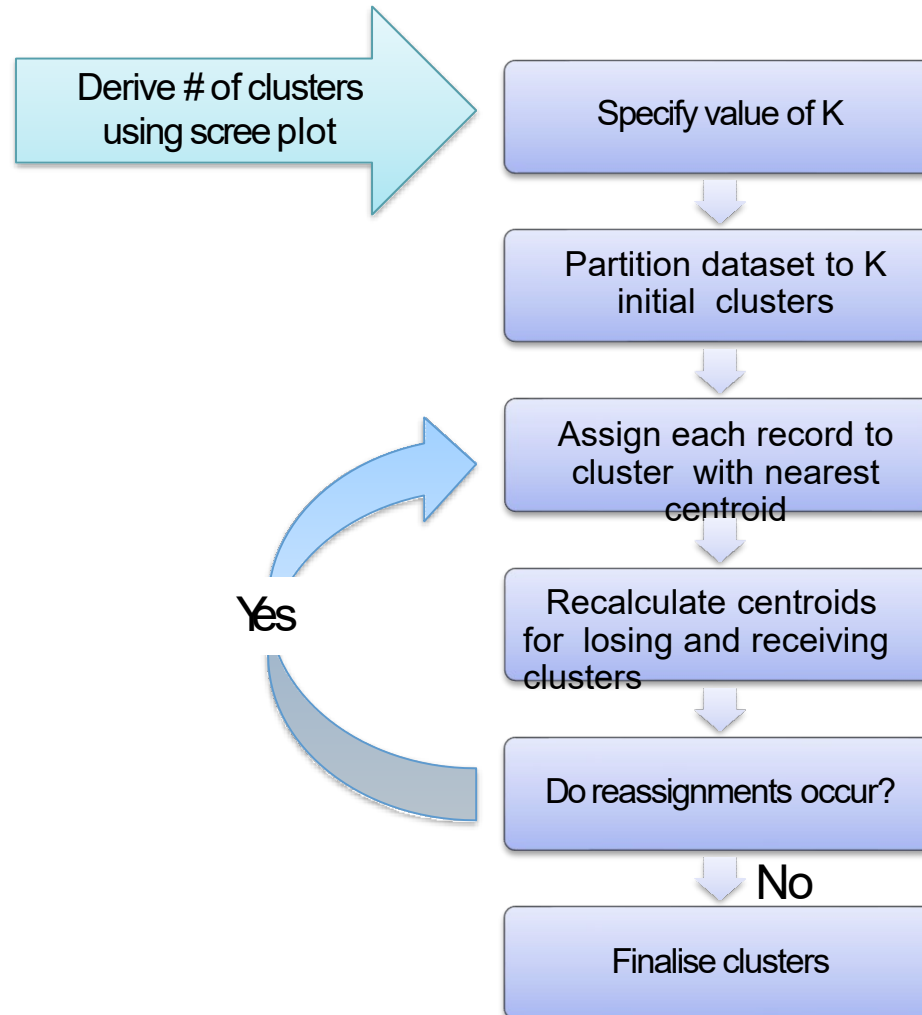 Derive # of clusters
using scree plot
Specify value of K
Partition dataset to K
initial clusters
Assign each record to
cluster with nearest
centroid
Recalculate centroids
for losing and receiving
clusters
Yes
Do reassignments occur?
No
Finalise clusters